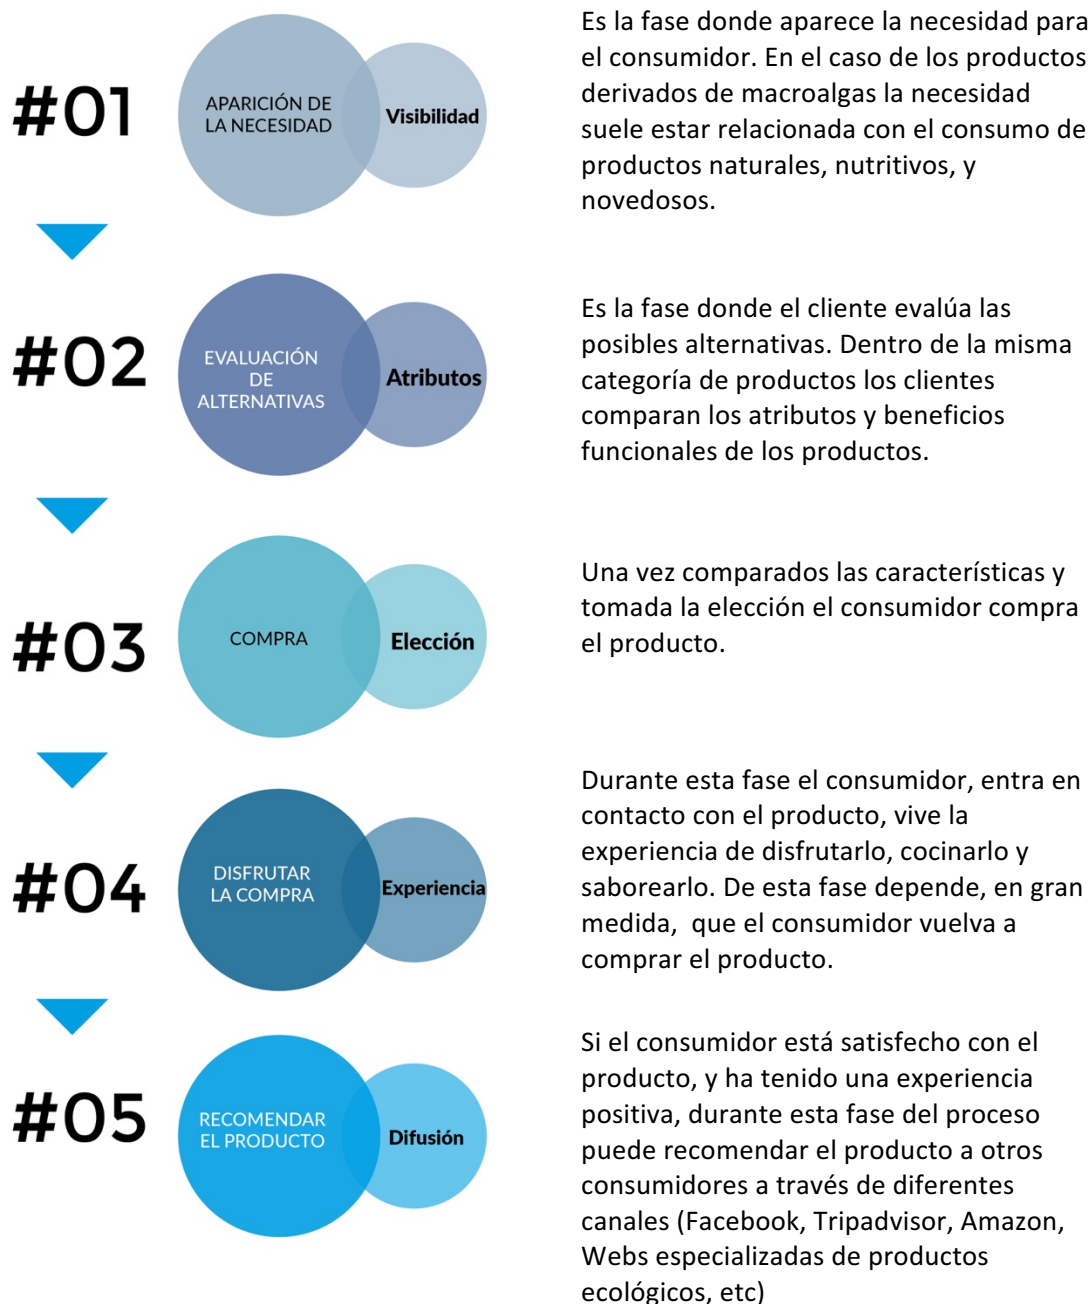 #01
APARICIÓN DE
LA NECESIDAD
Visibilidad
Es la fase donde aparece la necesidad para
el consumidor. En el caso de los productos
derivados de macroalgas la necesidad
suele estar relacionada con el consumo de
productos naturales, nutritivos, y
novedosos.
#02
EVALUACIÓN
DE
ALTERNATIVAS
Atributos
Es la fase donde el cliente evalúa las
posibles alternativas. Dentro de la misma
categoría de productos los clientes
comparan los atributos y beneficios
funcionales de los productos.
#03
COMPRA
Elección
Una vez comparados las características y
tomada la elección el consumidor compra
el producto.
#04
DISFRUTAR
LA COMPRA
Experiencia
Durante esta fase el consumidor, entra en
contacto con el producto, vive la
experiencia de disfrutarlo, cocinarlo y
saborearlo. De esta fase depende, en gran
medida,  que el consumidor vuelva a
comprar el producto.
#05
RECOMENDAR
EL PRODUCTO
Difusión
Si el consumidor está satisfecho con el
producto, y ha tenido una experiencia
positiva, durante esta fase del proceso
puede recomendar el producto a otros
consumidores a través de diferentes
canales (Facebook, Tripadvisor, Amazon,
Webs especializadas de productos
ecológicos, etc)